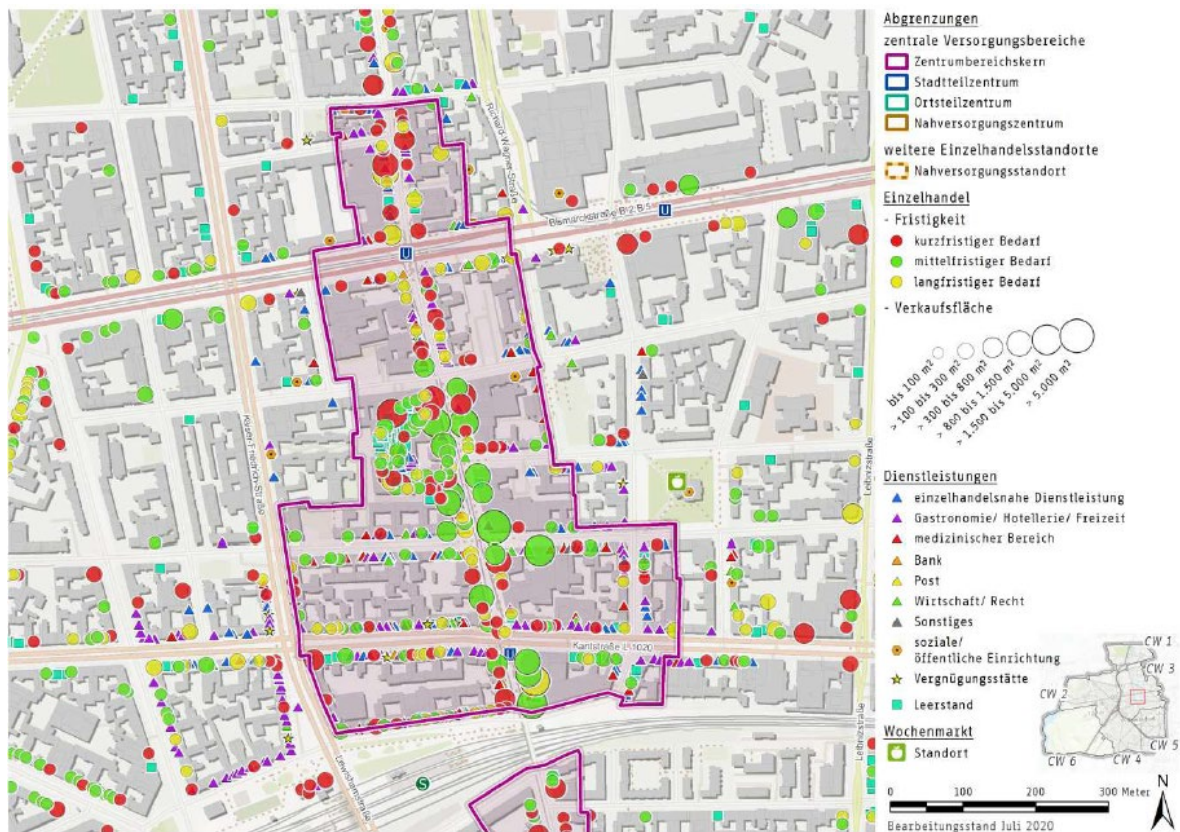 Richard-Wagner-Straße
Bismarckstraße B 2 B 5
U
U
Kaiser-Friedrich-Straße
Leibnizstraße
Kantstraße L 1020
U
Lewishamstraße
Leibnizstraße
S
Abgrenzungen
zentrale Versorgungsbereiche
Zentrumbereichskern
Stadtteilzentrum
Ortsteilzentrum
Nahversorgungszentrum
weitere Einzelhandelsstandorte
Nahversorgungsstandort
Einzelhandel
- Fristigkeit
kurzfristiger Bedarf
mittelfristiger Bedarf
langfristiger Bedarf
- Verkaufsfläche
bis 100 m²
> 100 bis 300 m²
> 300 bis 800 m²
> 800 bis 1.500 m²
> 1.500 bis 5.000 m²
> 5.000 m²
Dienstleistungen
einzelhandelsnahe Dienstleistung
Gastronomie/ Hotellerie/ Freizeit
medizinischer Bereich
Bank
Post
Wirtschaft/ Recht
Sonstiges
soziale/
öffentliche Einrichtung
Vergnügungsstätte
Leerstand
Wochenmarkt
Standort
CW 1
CW 3
CW 2
CW 5
CW 6
CW 4
N
0 100 200 300 Meter
Bearbeitungsstand Juli 2020